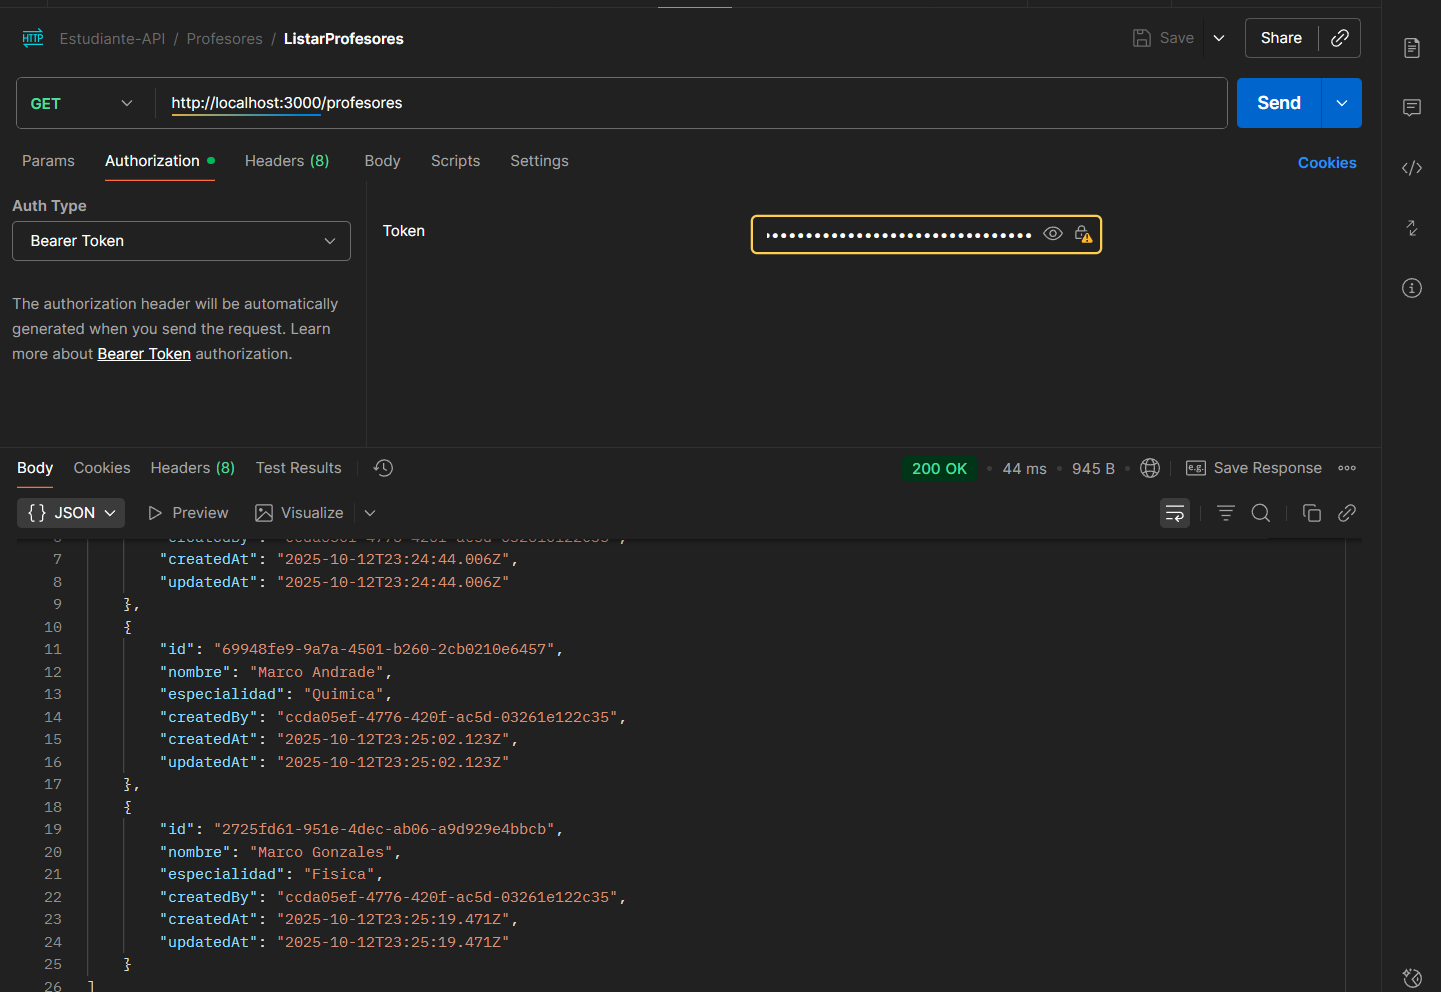 HTTP Estudiante-API / Profesores / ListarProfesores Save Share
GET http://localhost:3000/profesores Send
Params Authorization Headers (8) Body Scripts Settings Cookies
Auth Type
Bearer Token
Token
The authorization header will be automatically
generated when you send the request. Learn
more about Bearer Token authorization.
Body Cookies Headers (8) Test Results 200 OK • 44 ms • 945 B e.g. Save Response
{} JSON Preview Visualize
6 "createdBy": "ccda05ef-4776-420f-ac5d-03261e122c35",
7 "createdAt": "2025-10-12T23:24:44.006Z",
8 "updatedAt": "2025-10-12T23:24:44.006Z"
9 },
10 {
11 "id": "69948fe9-9a7a-4501-b260-2cb0210e6457",
12 "nombre": "Marco Andrade",
13 "especialidad": "Quimica",
14 "createdBy": "ccda05ef-4776-420f-ac5d-03261e122c35",
15 "createdAt": "2025-10-12T23:25:02.123Z",
16 "updatedAt": "2025-10-12T23:25:02.123Z"
17 },
18 {
19 "id": "2725fd61-951e-4dec-ab06-a9d929e4bbcb",
20 "nombre": "Marco Gonzales",
21 "especialidad": "Fisica",
22 "createdBy": "ccda05ef-4776-420f-ac5d-03261e122c35",
23 "createdAt": "2025-10-12T23:25:19.471Z",
24 "updatedAt": "2025-10-12T23:25:19.471Z"
25 }
26 ]